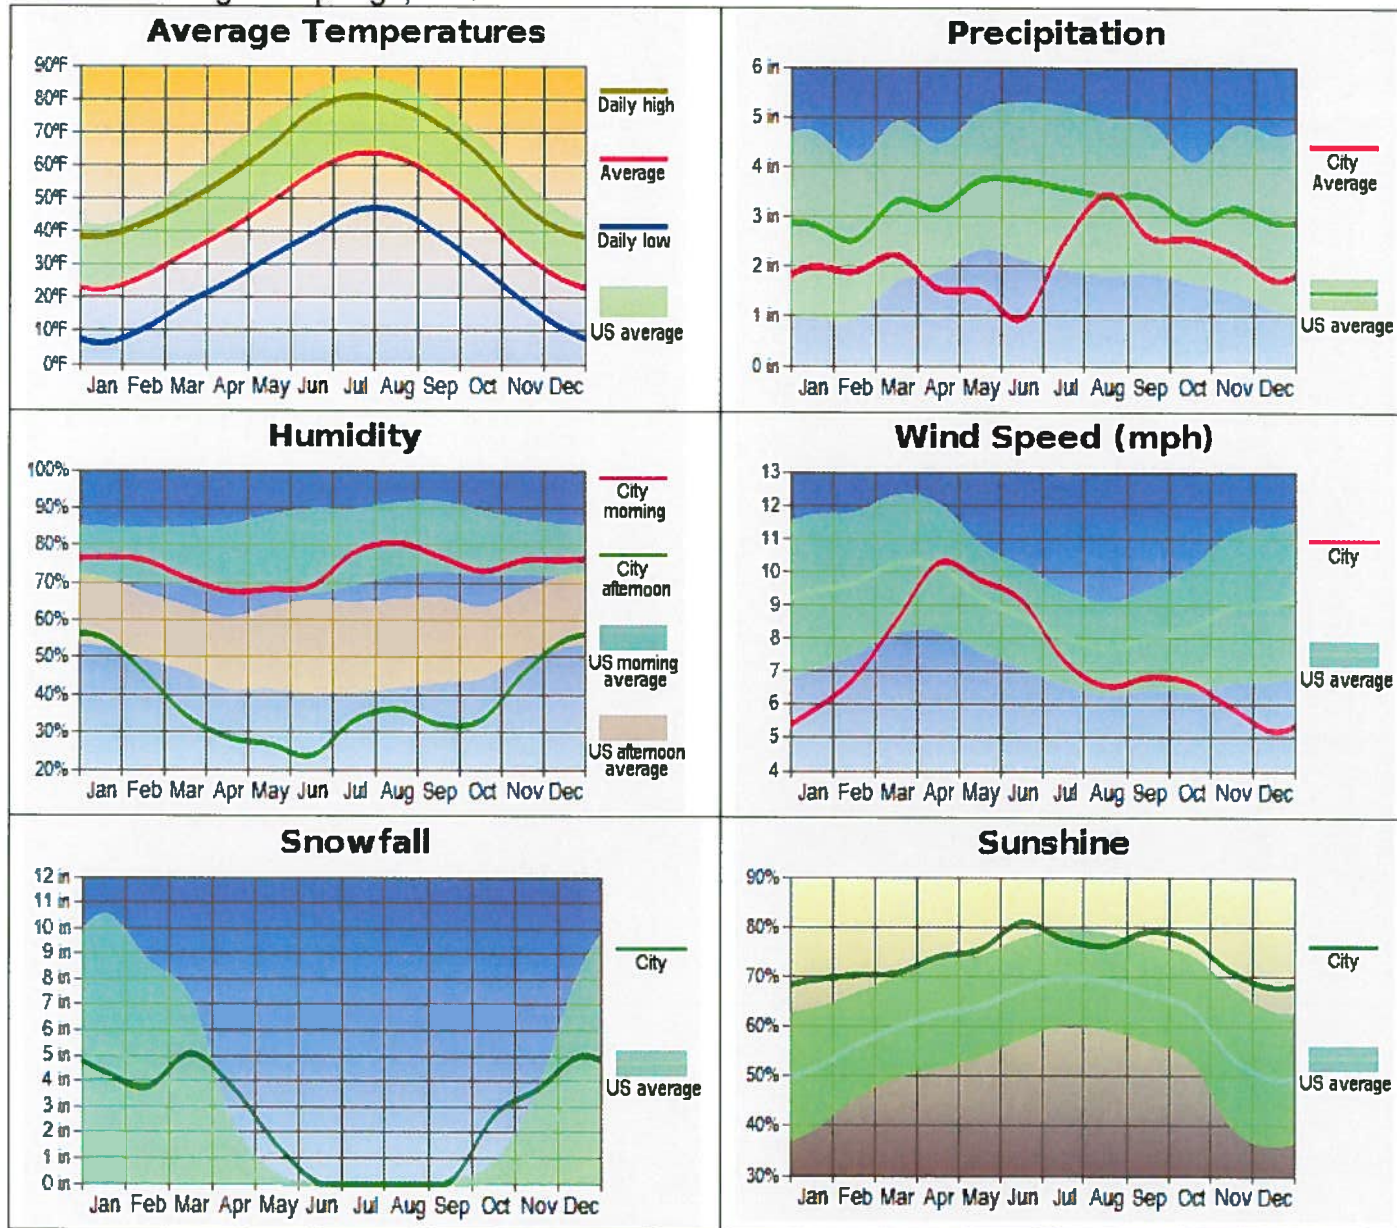 Average Temperatures
90°F
80°F
70°F
60°F
50°F
40°F
30°F
20°F
10°F
0°F
Jan Feb Mar Apr May Jun Jul Aug Sep Oct Nov Dec
Daily high
Average
Daily low
US average
Precipitation
6 in
5 in
4 in
3 in
2 in
1 in
0 in
Jan Feb Mar Apr May Jun Jul Aug Sep Oct Nov Dec
City
Average
US average
Humidity
100%
90%
80%
70%
60%
50%
40%
30%
20%
Jan Feb Mar Apr May Jun Jul Aug Sep Oct Nov Dec
City
morning
City
afternoon
US morning
average
US afternoon
average
Wind Speed (mph)
13
12
11
10
9
8
7
6
5
4
Jan Feb Mar Apr May Jun Jul Aug Sep Oct Nov Dec
City
US average
Snowfall
12 in
11 in
10 in
9 in
8 in
7 in
6 in
5 in
4 in
3 in
2 in
1 in
0 in
Jan Feb Mar Apr May Jun Jul Aug Sep Oct Nov Dec
City
US average
Sunshine
90%
80%
70%
60%
50%
40%
30%
Jan Feb Mar Apr May Jun Jul Aug Sep Oct Nov Dec
City
US average